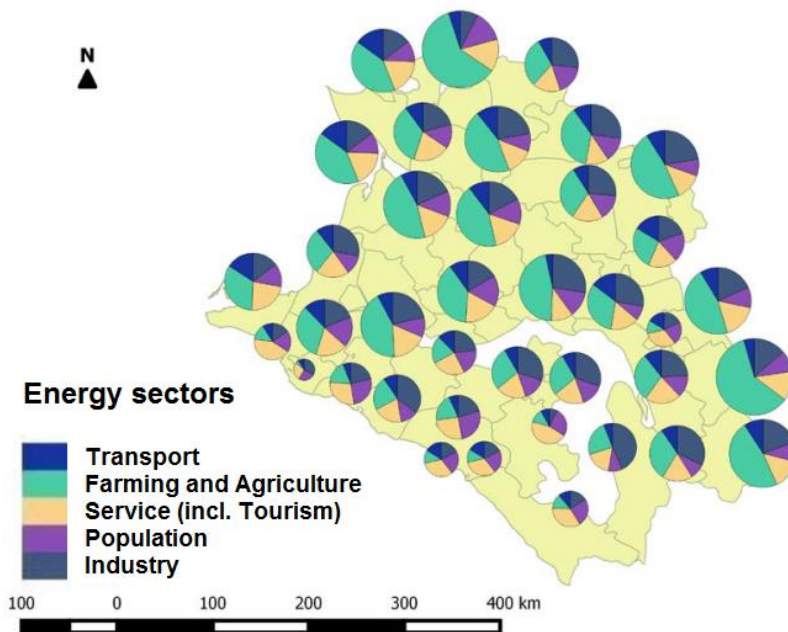 N
Energy sectors
Transport
Farming and Agriculture
Service (incl. Tourism)
Population
Industry
100 0 100 200 300 400 km